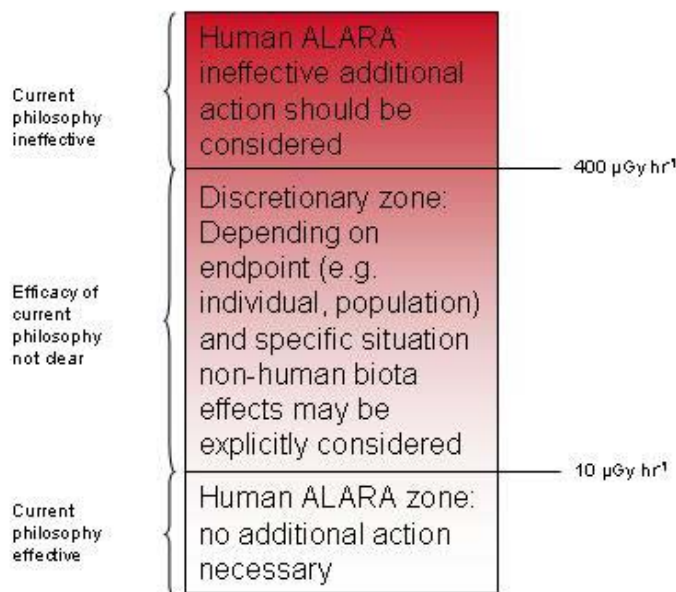 Human ALARA
ineffective additional
action should be
considered
Current
philosophy
ineffective
400 µGy hr⁻¹
Discretionary zone:
Depending on
endpoint (e.g.
individual, population)
and specific situation
non-human biota
effects may be
explicitly considered
Efficacy of
current
philosophy
not clear
10 µGy hr⁻¹
Human ALARA zone:
no additional action
necessary
Current
philosophy
effective